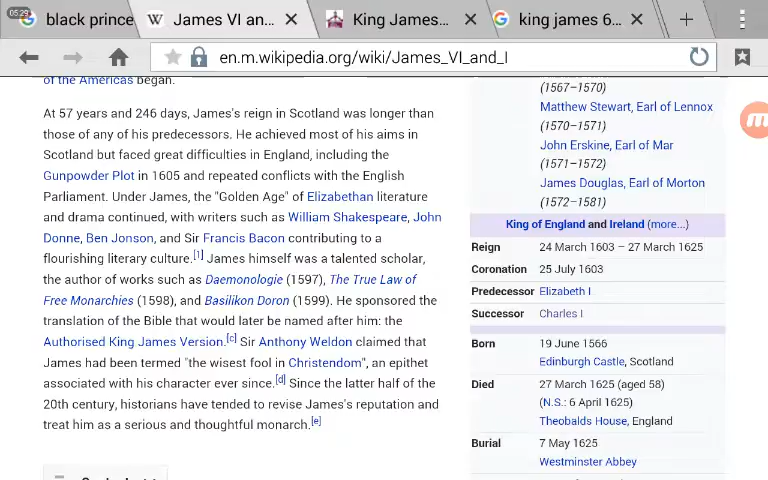 05:29
black prince
James VI an...
King James...
king james 6...
en.m.wikipedia.org/wiki/James_VI_and_I
of the Americas began.
At 57 years and 246 days, James's reign in Scotland was longer than
those of any of his predecessors. He achieved most of his aims in
Scotland but faced great difficulties in England, including the
Gunpowder Plot in 1605 and repeated conflicts with the English
Parliament. Under James, the "Golden Age" of Elizabethan literature
and drama continued, with writers such as William Shakespeare, John
Donne, Ben Jonson, and Sir Francis Bacon contributing to a
flourishing literary culture.[1] James himself was a talented scholar,
the author of works such as Daemonologie (1597), The True Law of
Free Monarchies (1598), and Basilikon Doron (1599). He sponsored the
translation of the Bible that would later be named after him: the
Authorised King James Version.[c] Sir Anthony Weldon claimed that
James had been termed "the wisest fool in Christendom", an epithet
associated with his character ever since.[d] Since the latter half of the
20th century, historians have tended to revise James's reputation and
treat him as a serious and thoughtful monarch.[e]
(1567–1570)
Matthew Stewart, Earl of Lennox
(1570–1571)
John Erskine, Earl of Mar
(1571–1572)
James Douglas, Earl of Morton
(1572–1581)
King of England and Ireland (more...)
Reign 24 March 1603 – 27 March 1625
Coronation 25 July 1603
Predecessor Elizabeth I
Successor Charles I
Born 19 June 1566
Edinburgh Castle, Scotland
Died 27 March 1625 (aged 58)
(N.S.: 6 April 1625)
Theobalds House, England
Burial 7 May 1625
Westminster Abbey